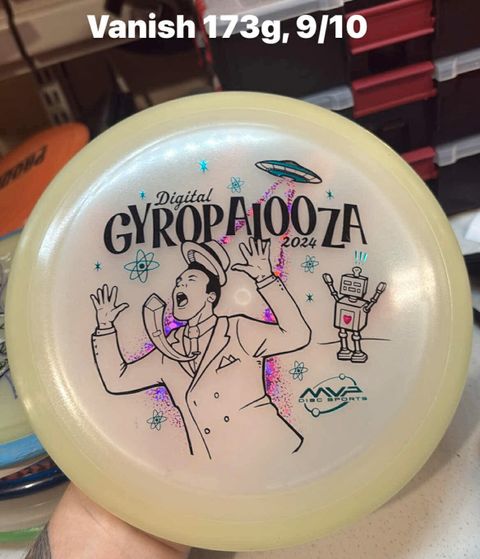 Vanish 173g, 9/10
Digital
GYROPALOOZA
2024
MVP
DISC SPORTS